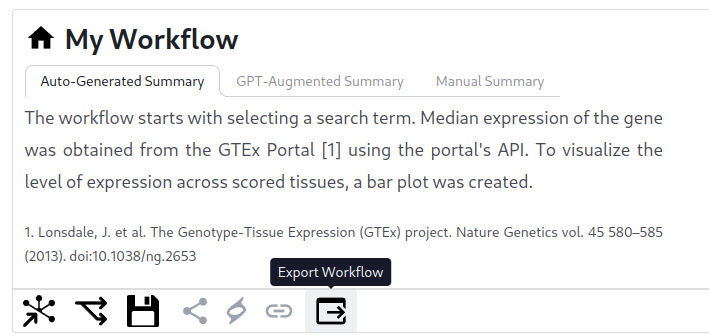 My Workflow
Auto-Generated Summary GPT-Augmented Summary Manual Summary
The workflow starts with selecting a search term. Median expression of the gene
was obtained from the GTEx Portal [1] using the portal's API. To visualize the
level of expression across scored tissues, a bar plot was created.
1. Lonsdale, J. et al. The Genotype-Tissue Expression (GTEx) project. Nature Genetics vol. 45 580–585
(2013). doi:10.1038/ng.2653
Export Workflow